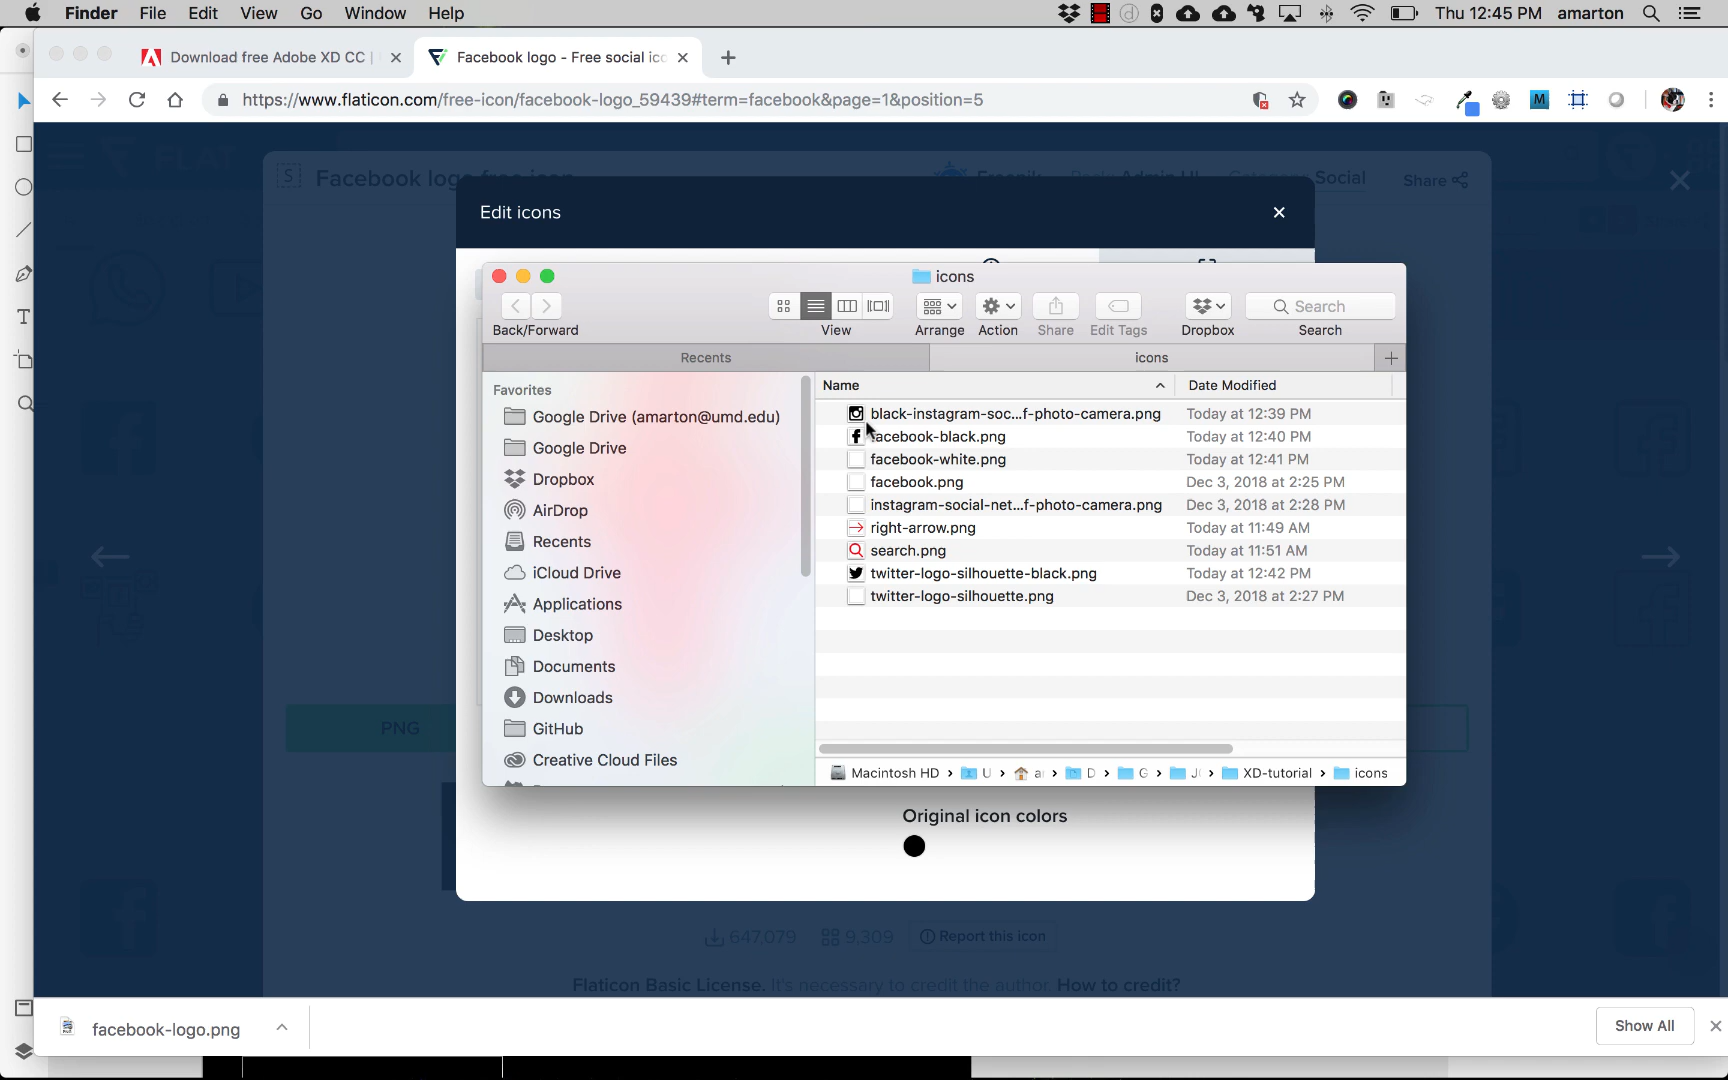 Finder File Edit View Go Window Help Thu 12:45 PM amarton
Download free Adobe XD CC | Facebook logo - Free social ic
https://www.flaticon.com/free-icon/facebook-logo_59439#term=facebook&page=1&position=5
FLAT
Facebook logo free icon Freepik Admin UI Social Share
Edit icons
icons
Back/Forward View Arrange Action Share Edit Tags Dropbox Search
Search
Recents icons
Favorites
Google Drive (amarton@umd.edu)
Google Drive
Dropbox
AirDrop
Recents
iCloud Drive
Applications
Desktop
Documents
Downloads
GitHub
Creative Cloud Files
Name Date Modified
black-instagram-soc...f-photo-camera.png Today at 12:39 PM
facebook-black.png Today at 12:40 PM
facebook-white.png Today at 12:41 PM
facebook.png Dec 3, 2018 at 2:25 PM
instagram-social-net...f-photo-camera.png Dec 3, 2018 at 2:28 PM
right-arrow.png Today at 11:49 AM
search.png Today at 11:51 AM
twitter-logo-silhouette-black.png Today at 12:42 PM
twitter-logo-silhouette.png Dec 3, 2018 at 2:27 PM
Macintosh HD › U › a › D › G › J › XD-tutorial › icons
PNG
Original icon colors
647.079 9.309 Report this icon
Flaticon Basic License. It's necessary to credit the author. How to credit?
facebook-logo.png Show All